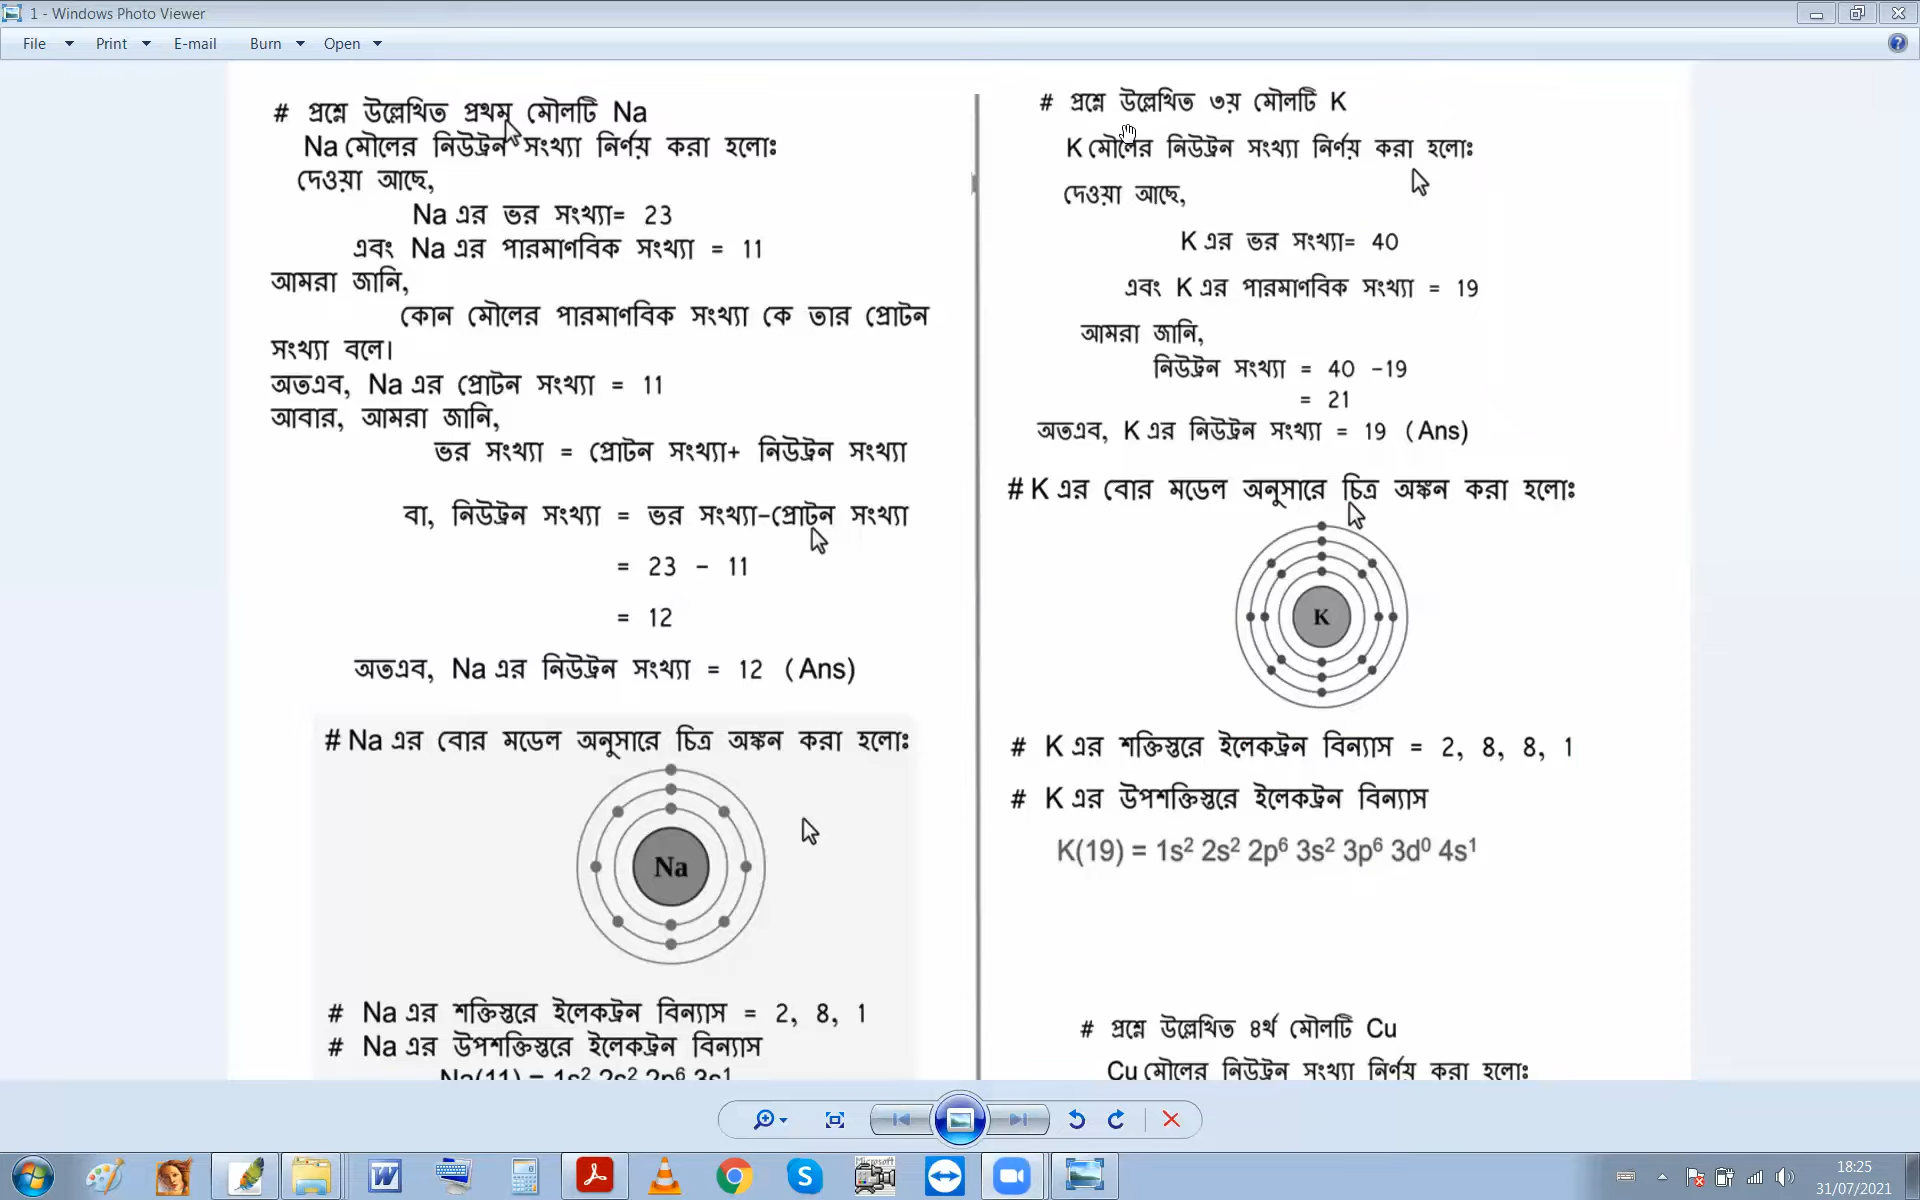 1 - Windows Photo Viewer
File Print E-mail Burn Open
# প্রশ্নে উল্লেখিত প্রথম মৌলটি Na
Na মৌলের নিউট্রন সংখ্যা নির্ণয় করা হলোঃ
দেওয়া আছে,
Na এর ভর সংখ্যা= 23
এবং Na এর পারমাণবিক সংখ্যা = 11
আমরা জানি,
কোন মৌলের পারমাণবিক সংখ্যা কে তার প্রোটন
সংখ্যা বলে।
অতএব, Na এর প্রোটন সংখ্যা = 11
আবার, আমরা জানি,
ভর সংখ্যা = প্রোটন সংখ্যা+ নিউট্রন সংখ্যা
বা, নিউট্রন সংখ্যা = ভর সংখ্যা-প্রোটন সংখ্যা
= 23 - 11
= 12
অতএব, Na এর নিউট্রন সংখ্যা = 12 (Ans)
# Na এর বোর মডেল অনুসারে চিত্র অঙ্কন করা হলোঃ
Na
# Na এর শক্তিস্তরে ইলেকট্রন বিন্যাস = 2, 8, 1
# Na এর উপশক্তিস্তরে ইলেকট্রন বিন্যাস
Na(11) = 1s² 2s² 2p⁶ 3s¹
# প্রশ্নে উল্লেখিত ৩য় মৌলটি K
K মৌলের নিউট্রন সংখ্যা নির্ণয় করা হলোঃ
দেওয়া আছে,
K এর ভর সংখ্যা= 40
এবং K এর পারমাণবিক সংখ্যা = 19
আমরা জানি,
নিউট্রন সংখ্যা = 40 -19
= 21
অতএব, K এর নিউট্রন সংখ্যা = 19 (Ans)
# K এর বোর মডেল অনুসারে চিত্র অঙ্কন করা হলোঃ
K
# K এর শক্তিস্তরে ইলেকট্রন বিন্যাস = 2, 8, 8, 1
# K এর উপশক্তিস্তরে ইলেকট্রন বিন্যাস
K(19) = 1s² 2s² 2p⁶ 3s² 3p⁶ 3d⁰ 4s¹
# প্রশ্নে উল্লেখিত ৪র্থ মৌলটি Cu
Cu মৌলের নিউট্রন সংখ্যা নির্ণয় করা হলোঃ
18:25
31/07/2021